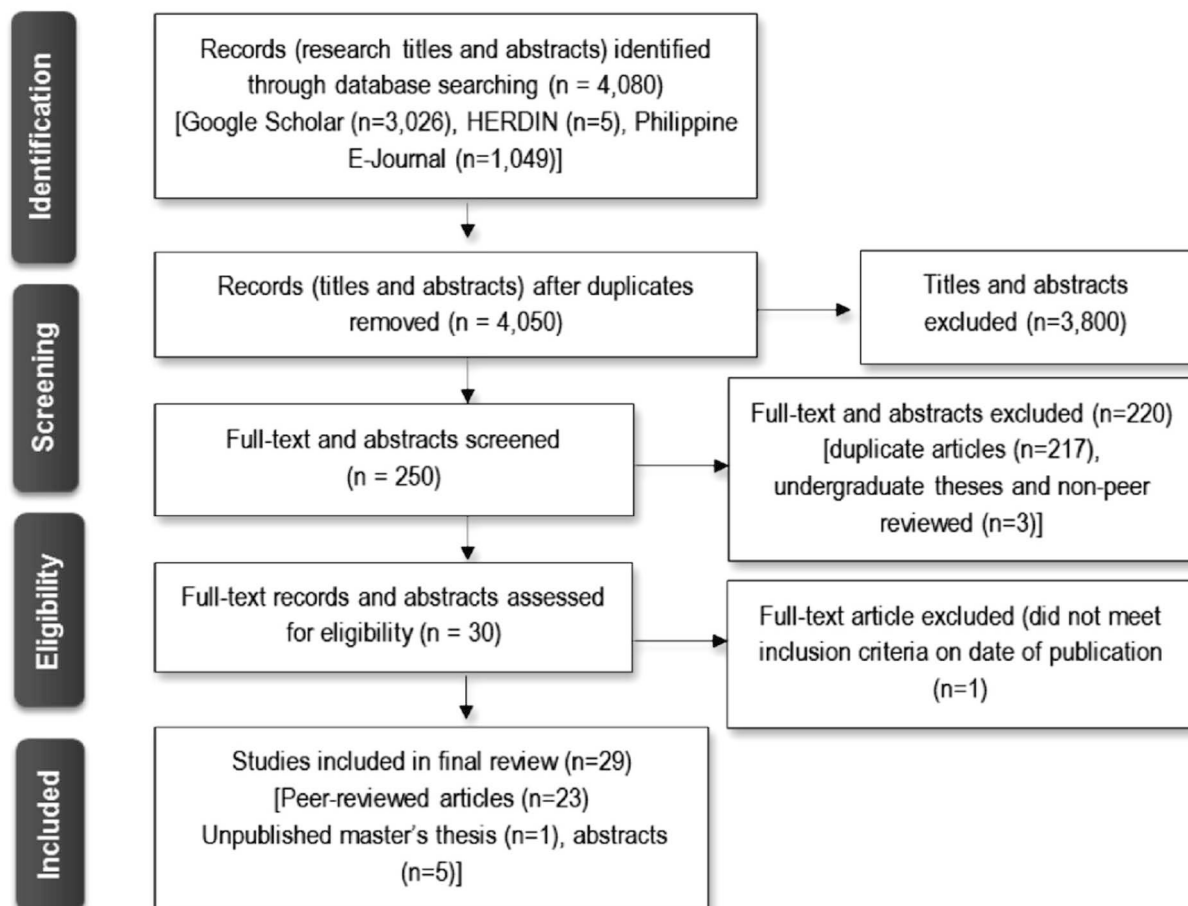 Identification
Records (research titles and abstracts) identified
through database searching (n = 4,080)
[Google Scholar (n=3,026), HERDIN (n=5), Philippine
E-Journal (n=1,049)]
Screening
Records (titles and abstracts) after duplicates
removed (n = 4,050)
Titles and abstracts
excluded (n=3,800)
Full-text and abstracts screened
(n = 250)
Full-text and abstracts excluded (n=220)
[duplicate articles (n=217),
undergraduate theses and non-peer
reviewed (n=3)]
Eligibility
Full-text records and abstracts assessed
for eligibility (n = 30)
Full-text article excluded (did not meet
inclusion criteria on date of publication
(n=1)
Included
Studies included in final review (n=29)
[Peer-reviewed articles (n=23)
Unpublished master's thesis (n=1), abstracts
(n=5)]